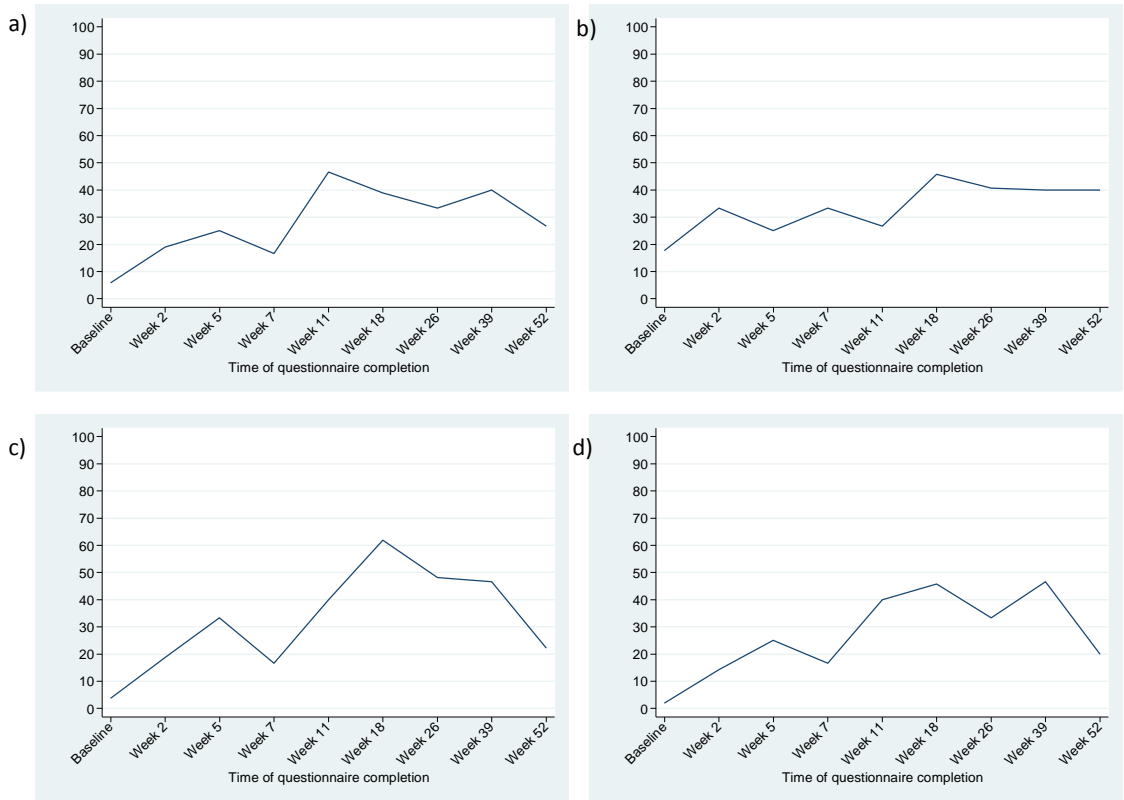 a)
100
90
80
70
60
50
40
30
20
10
0
Baseline
Week 2
Week 5
Week 7
Week 11
Week 18
Week 26
Week 39
Week 52
Time of questionnaire completion
b)
100
90
80
70
60
50
40
30
20
10
0
Baseline
Week 2
Week 5
Week 7
Week 11
Week 18
Week 26
Week 39
Week 52
Time of questionnaire completion
c)
100
90
80
70
60
50
40
30
20
10
0
Baseline
Week 2
Week 5
Week 7
Week 11
Week 18
Week 26
Week 39
Week 52
Time of questionnaire completion
d)
100
90
80
70
60
50
40
30
20
10
0
Baseline
Week 2
Week 5
Week 7
Week 11
Week 18
Week 26
Week 39
Week 52
Time of questionnaire completion